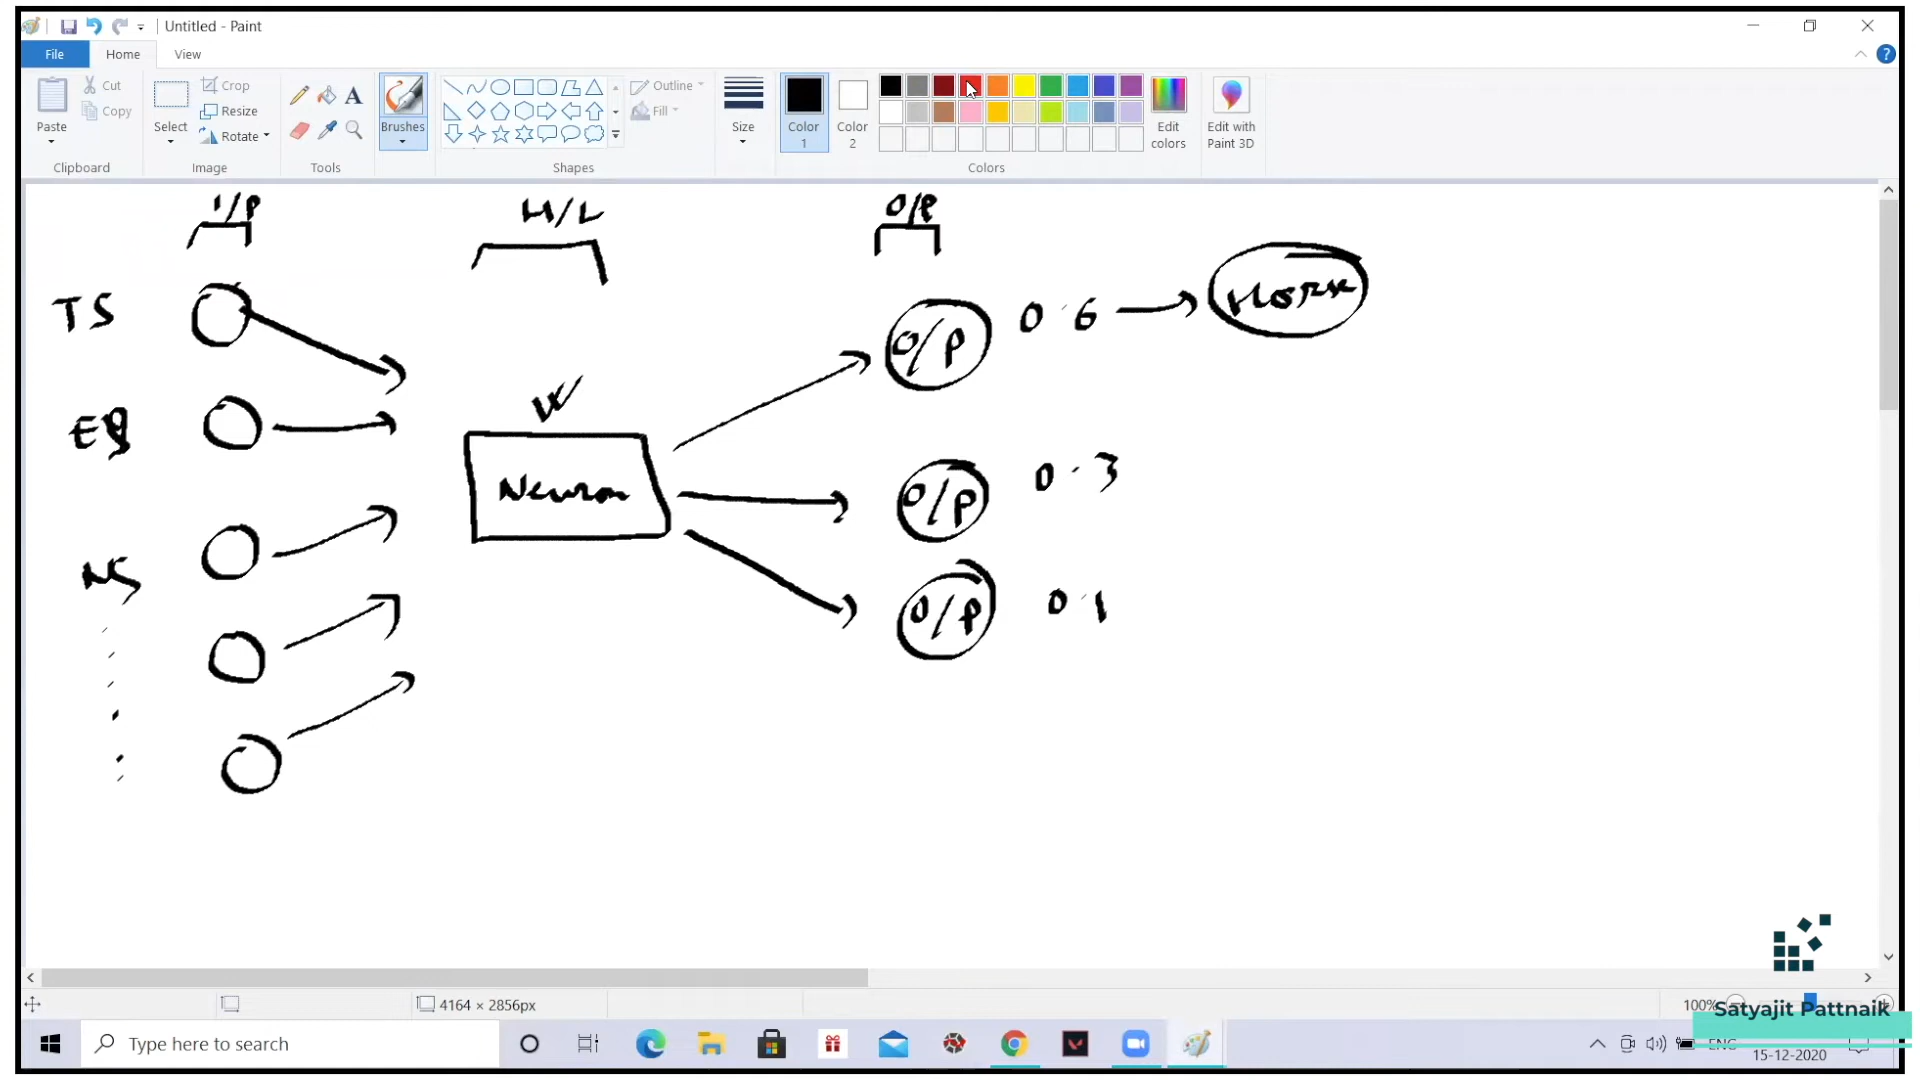 Untitled - Paint
File
Home
View
Cut
Copy
Paste
Clipboard
Crop
Resize
Rotate
Select
Image
Tools
Brushes
Shapes
Outline
Fill
Size
Color 1
Color 2
Colors
Edit colors
Edit with Paint 3D
I/P
H/L
O/P
TS
NS
W
Neuron
O/P
0.6
Horse
O/P
0.3
O/P
0.1
4164 × 2856px
100%
Satyajit Pattnaik
Type here to search
ENG
15-12-2020